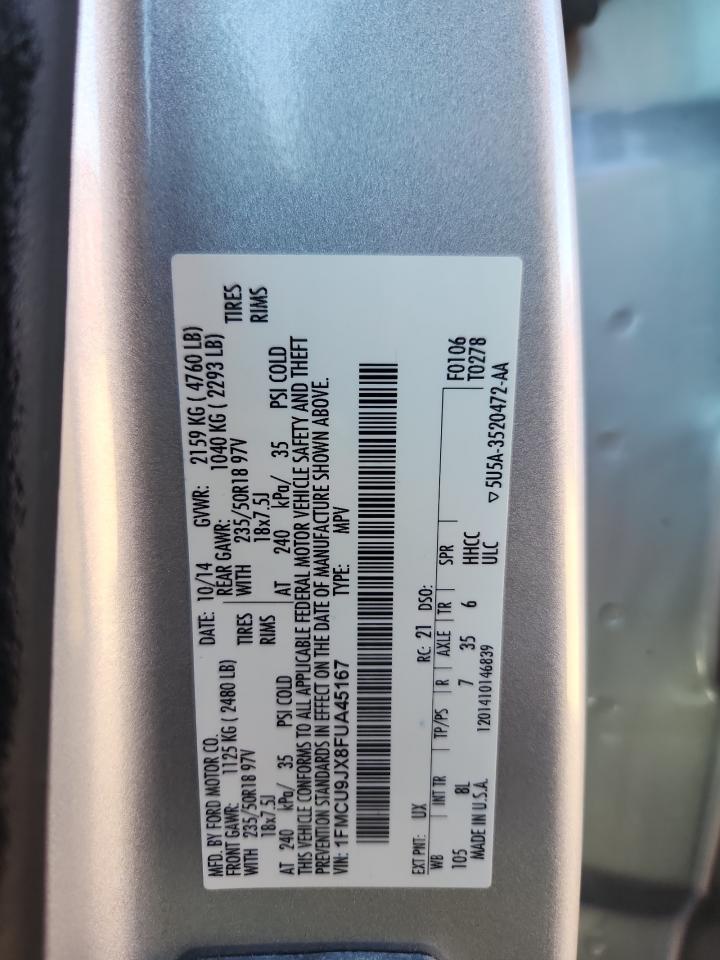 MFD. BY FORD MOTOR CO. DATE: 10/14 GVWR: 2159 KG ( 4760 LB)
FRONT GAWR: 1125 KG ( 2480 LB) REAR GAWR: 1040 KG ( 2293 LB)
WITH 235/50R18 97V TIRES WITH 235/50R18 97V TIRES
18x7.5J RIMS 18x7.5J RIMS
AT 240 kPa/ 35 PSI COLD AT 240 kPa/ 35 PSI COLD
THIS VEHICLE CONFORMS TO ALL APPLICABLE FEDERAL MOTOR VEHICLE SAFETY AND THEFT
PREVENTION STANDARDS IN EFFECT ON THE DATE OF MANUFACTURE SHOWN ABOVE.
VIN: 1FMCU9JX8FUA45167 TYPE: MPV
EXT PNT: UX RC: 21 DSO: F0106
WB INT TR TP/PS R AXLE TR SPR T0278
105 8L 7 35 6 HHCC
MADE IN U.S.A. 1201410146839 ULC ▽5U5A-3520472-AA